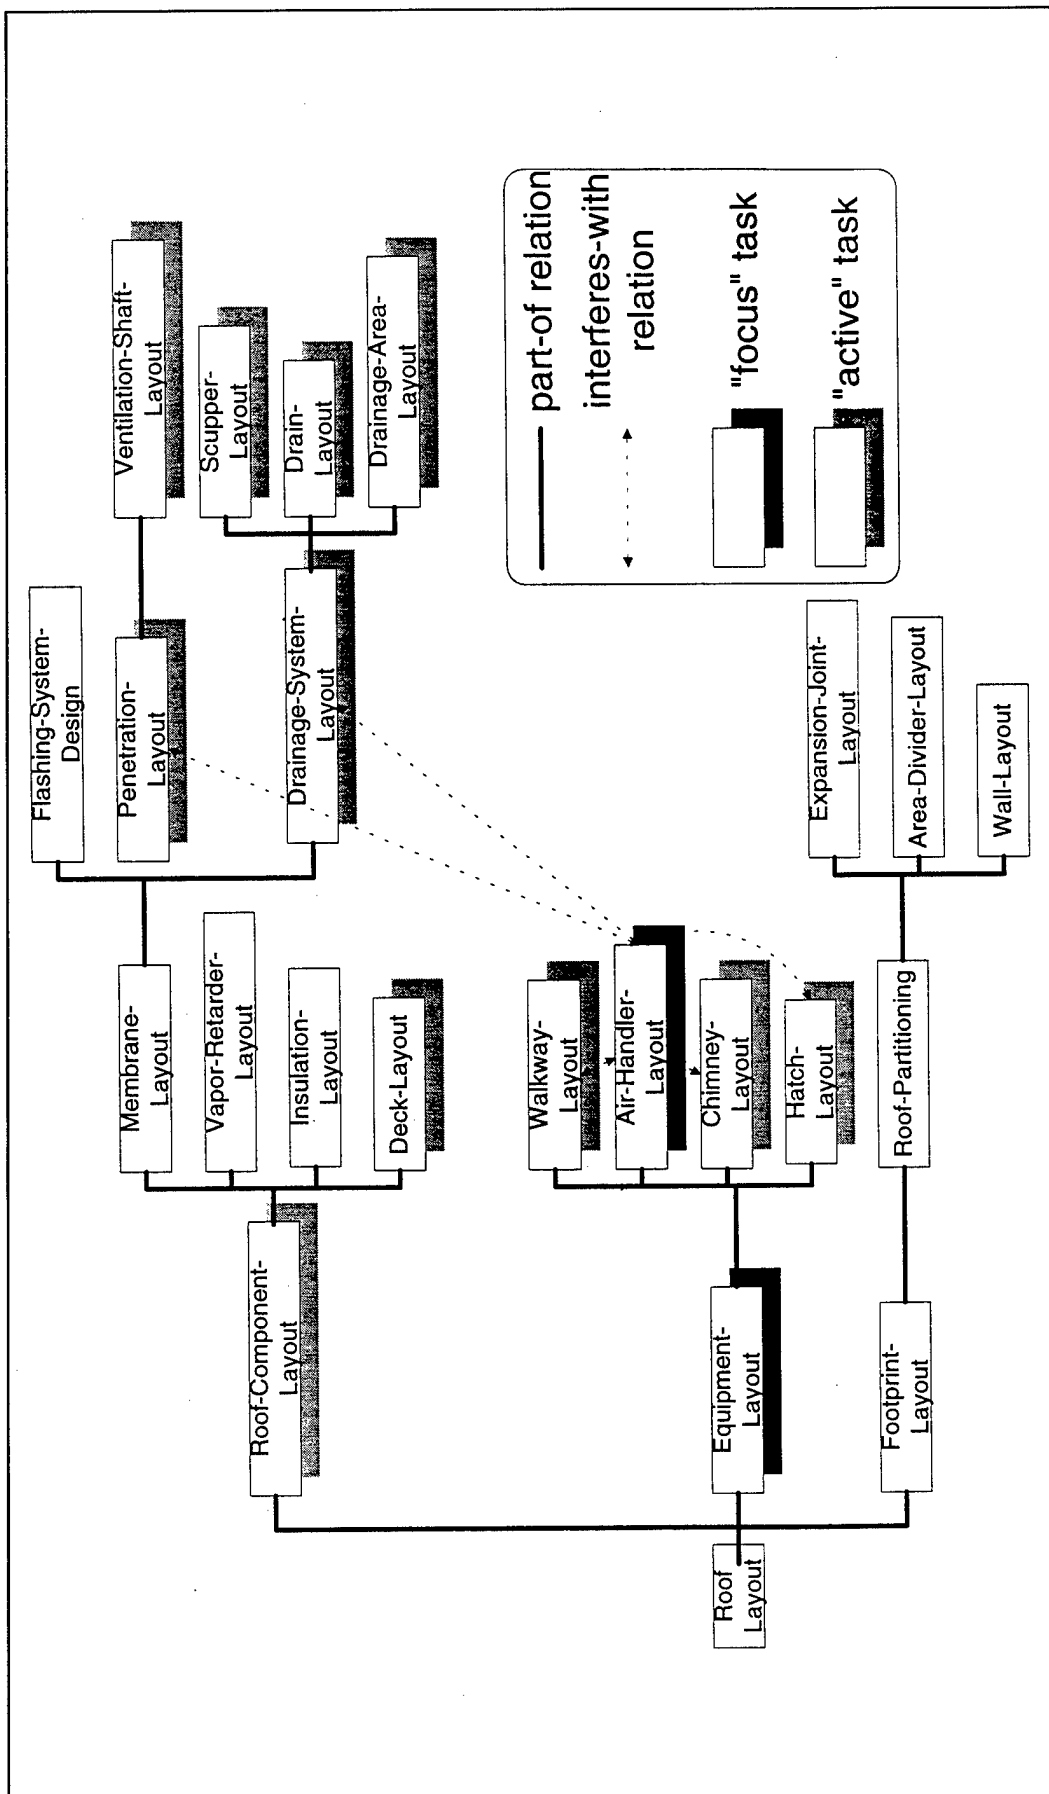 Flashing-System-
Design
Ventilation-Shaft-
Layout
Penetration-
Layout
Membrane-
Layout
Scupper-
Layout
Vapor-Retarder-
Layout
Drain-
Layout
Drainage-System-
Layout
Insulation-
Layout
Roof-Component-
Layout
Drainage-Area-
Layout
Deck-Layout
Walkway-
Layout
Air-Handler-
Layout
Chimney-
Layout
Hatch-
Layout
Equipment-
Layout
Roof
Layout
Expansion-Joint-
Layout
Area-Divider-Layout
Wall-Layout
Roof-Partitioning
Footprint-
Layout
part-of relation
interferes-with
relation
"focus" task
"active" task